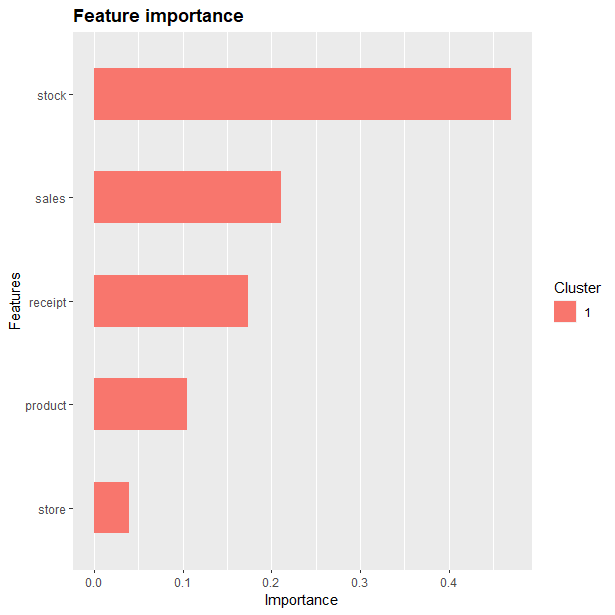 Feature importance
stock
sales
receipt
product
store
Features
0.0 0.1 0.2 0.3 0.4
Importance
Cluster
1